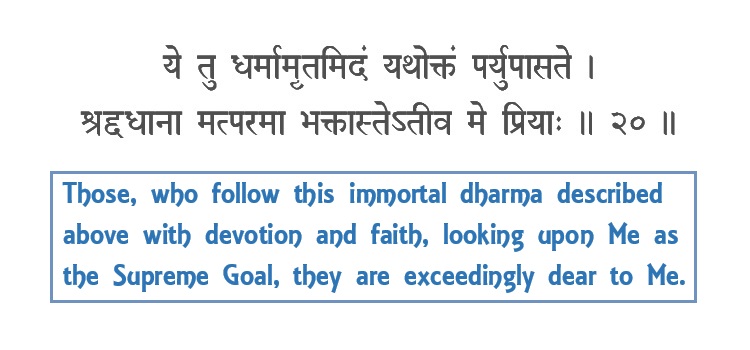 ये तु धर्मामृतमिदं यथोक्तं पर्युपासते ।
श्रद्दधाना मत्परमा भक्तास्तेऽतीव मे प्रियाः ॥ २० ॥
Those, who follow this immortal dharma described
above with devotion and faith, looking upon Me as
the Supreme Goal, they are exceedingly dear to Me.